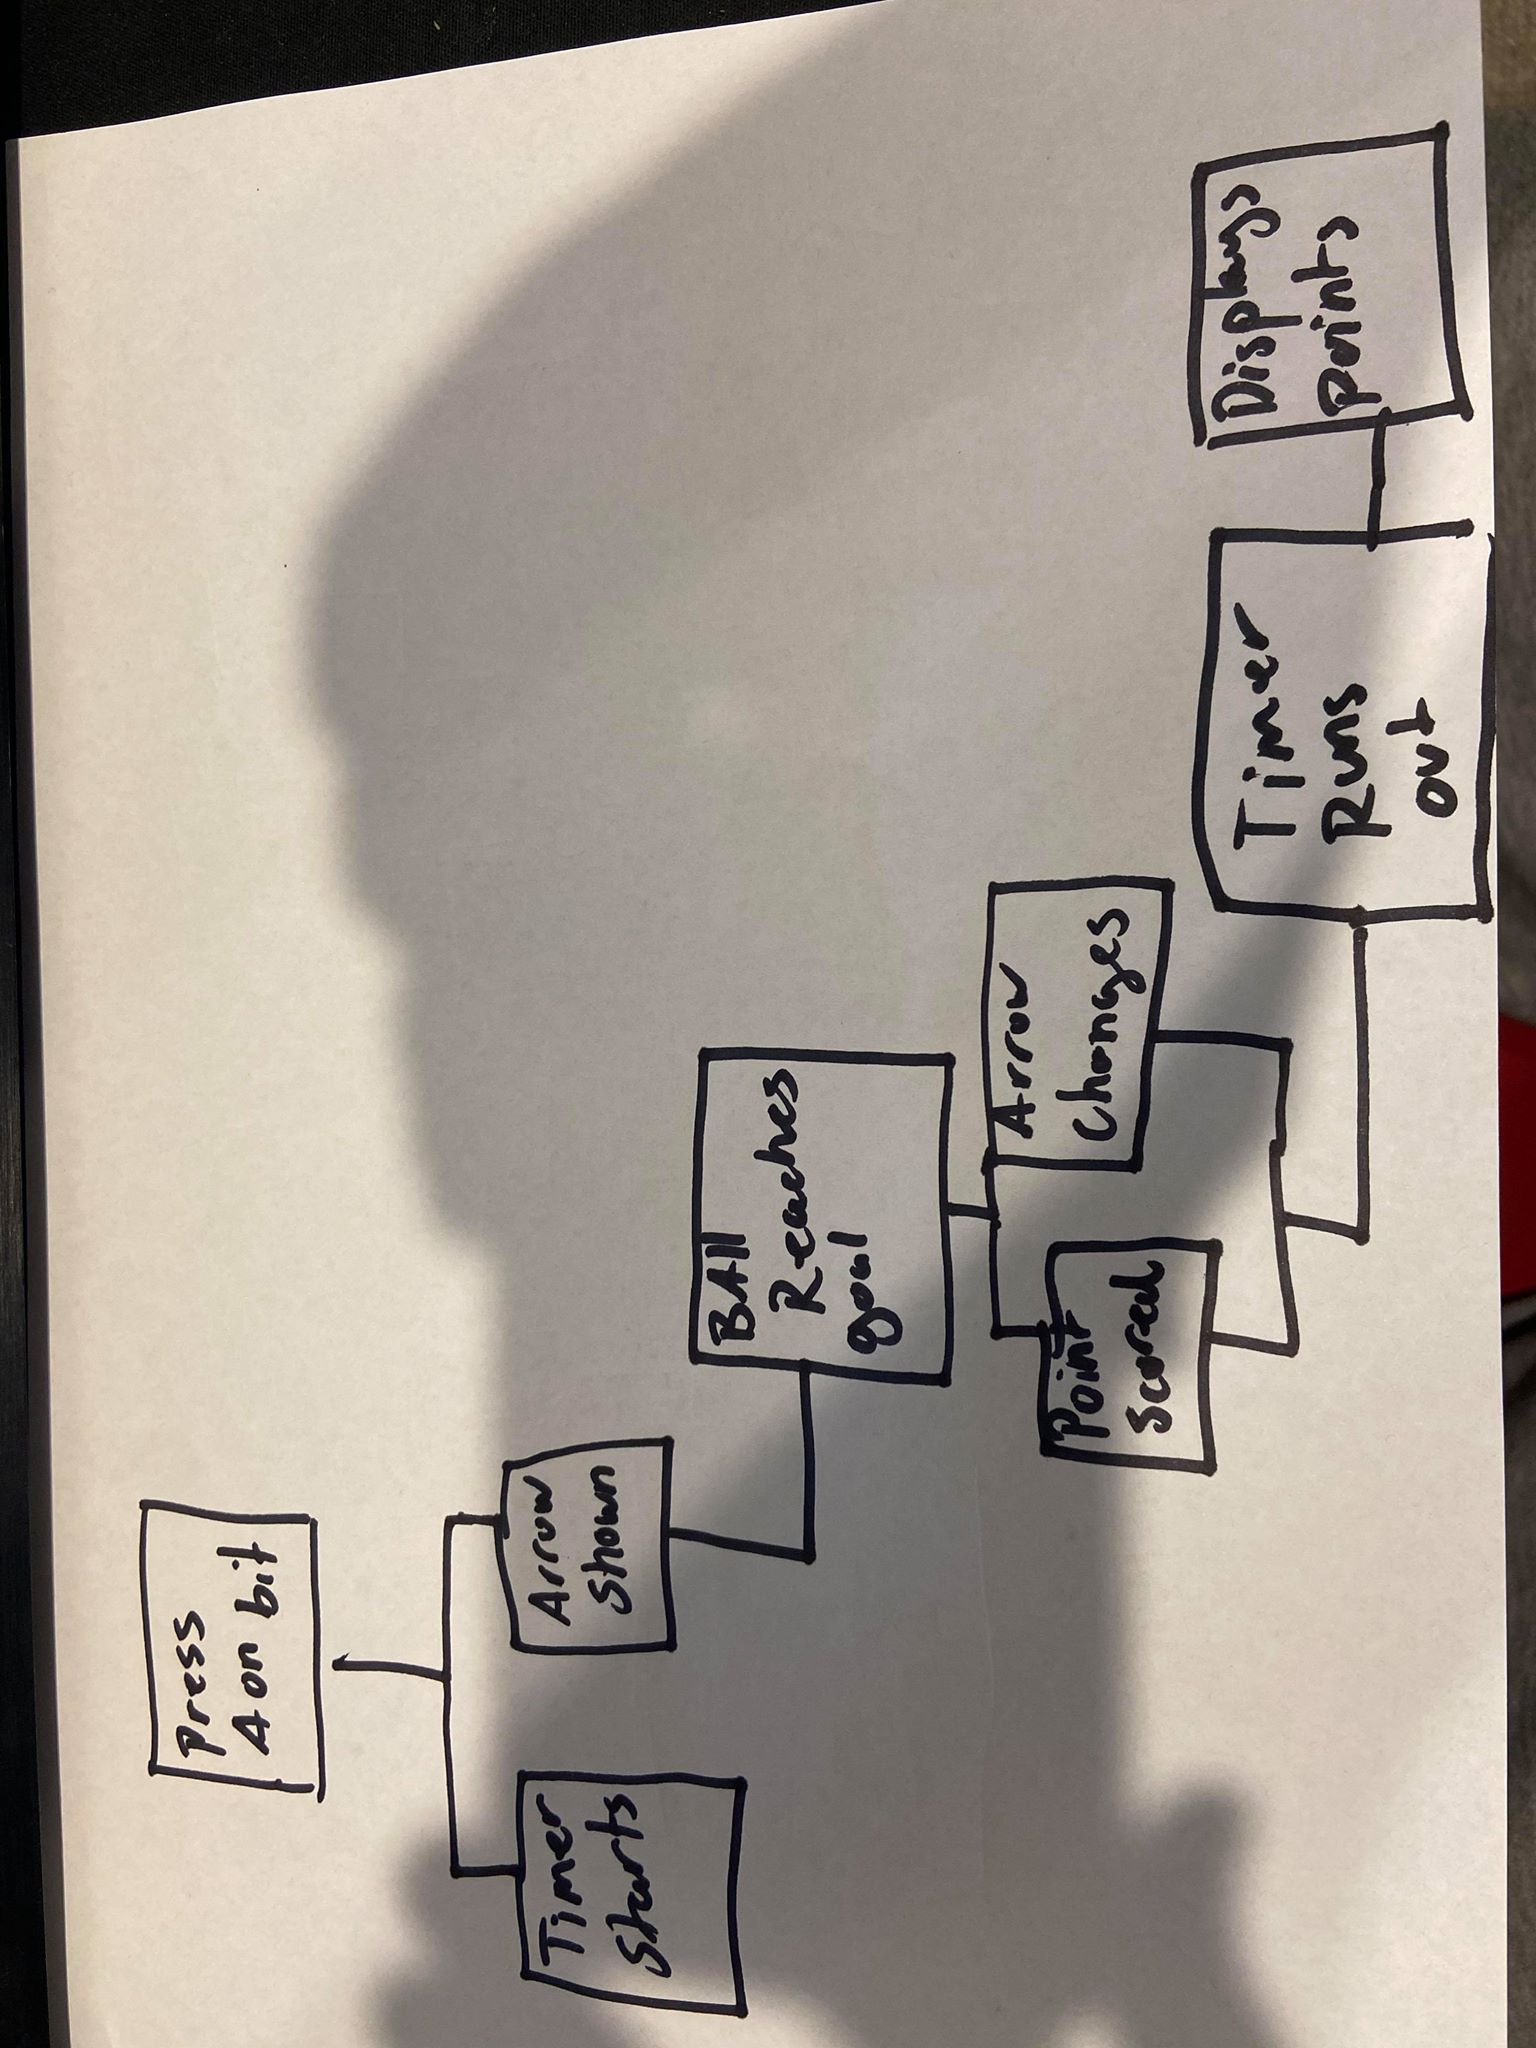 Press
A on bit
Timer
Starts
Arrow
Shown
BAll
Reaches
goal
Point
Scored
Arrow
Changes
Timer
Runs
out
Displays
points